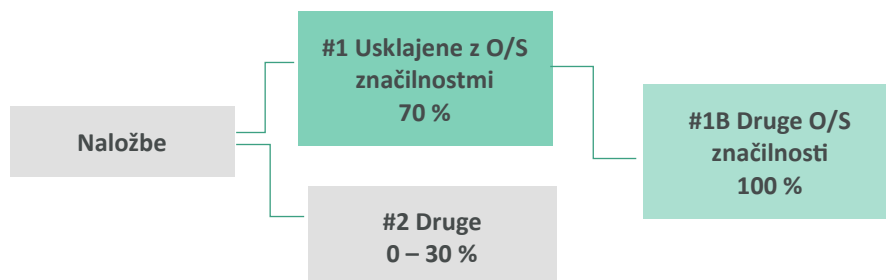 #1 Usklajene z O/S
značilnostmi
70 %
Naložbe
#1B Druge O/S
značilnosti
100 %
#2 Druge
0 – 30 %